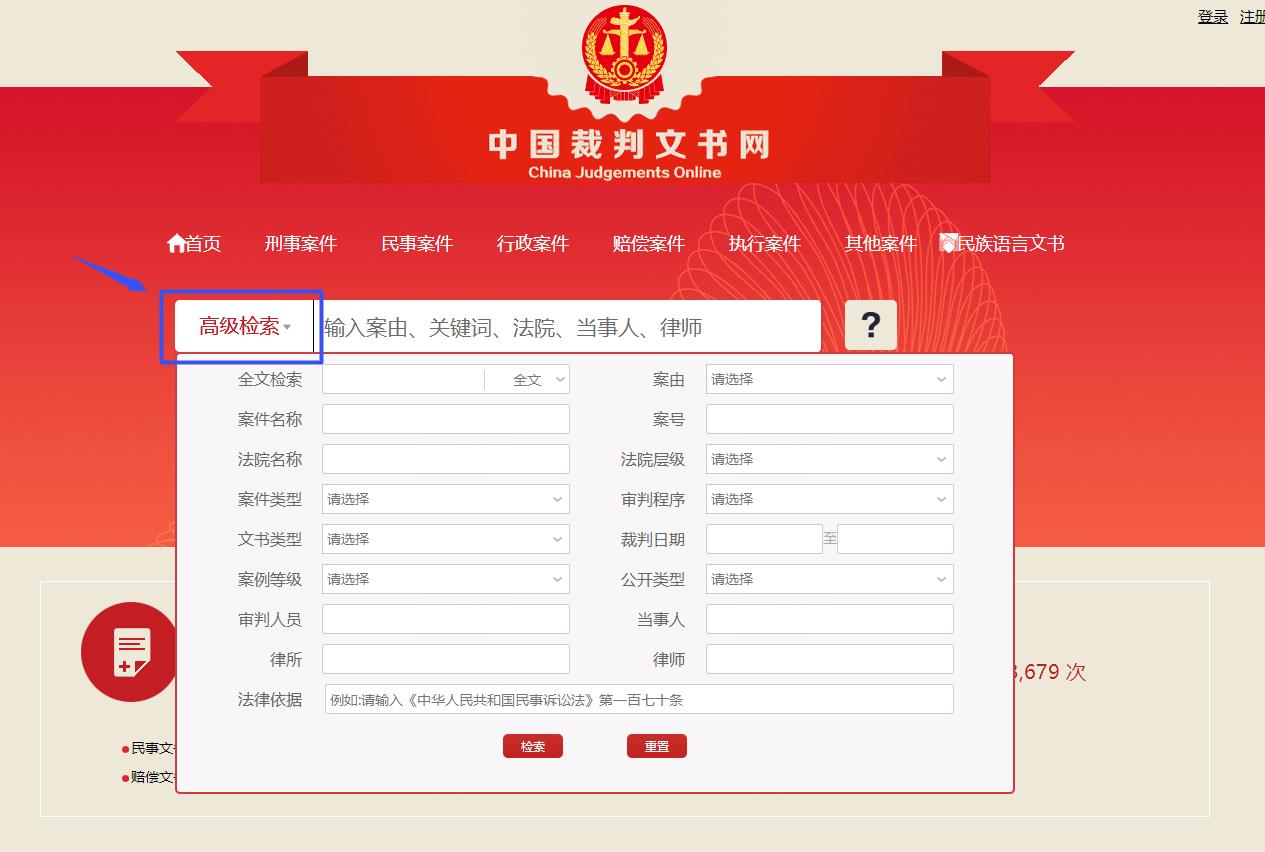 登录 注册
中国裁判文书网
China Judgements Online
首页 刑事案件 民事案件 行政案件 赔偿案件 执行案件 其他案件 民族语言文书
高级检索 输入案由、关键词、法院、当事人、律师 ?
全文检索 全文 案由 请选择
案件名称 案号
法院名称 法院层级 请选择
案件类型 请选择 审判程序 请选择
文书类型 请选择 裁判日期 至
案例等级 请选择 公开类型 请选择
审判人员 当事人
律所 律师
,679 次
法律依据 例如:请输入《中华人民共和国民事诉讼法》第一百七十条
检索 重置
民事文
赔偿文